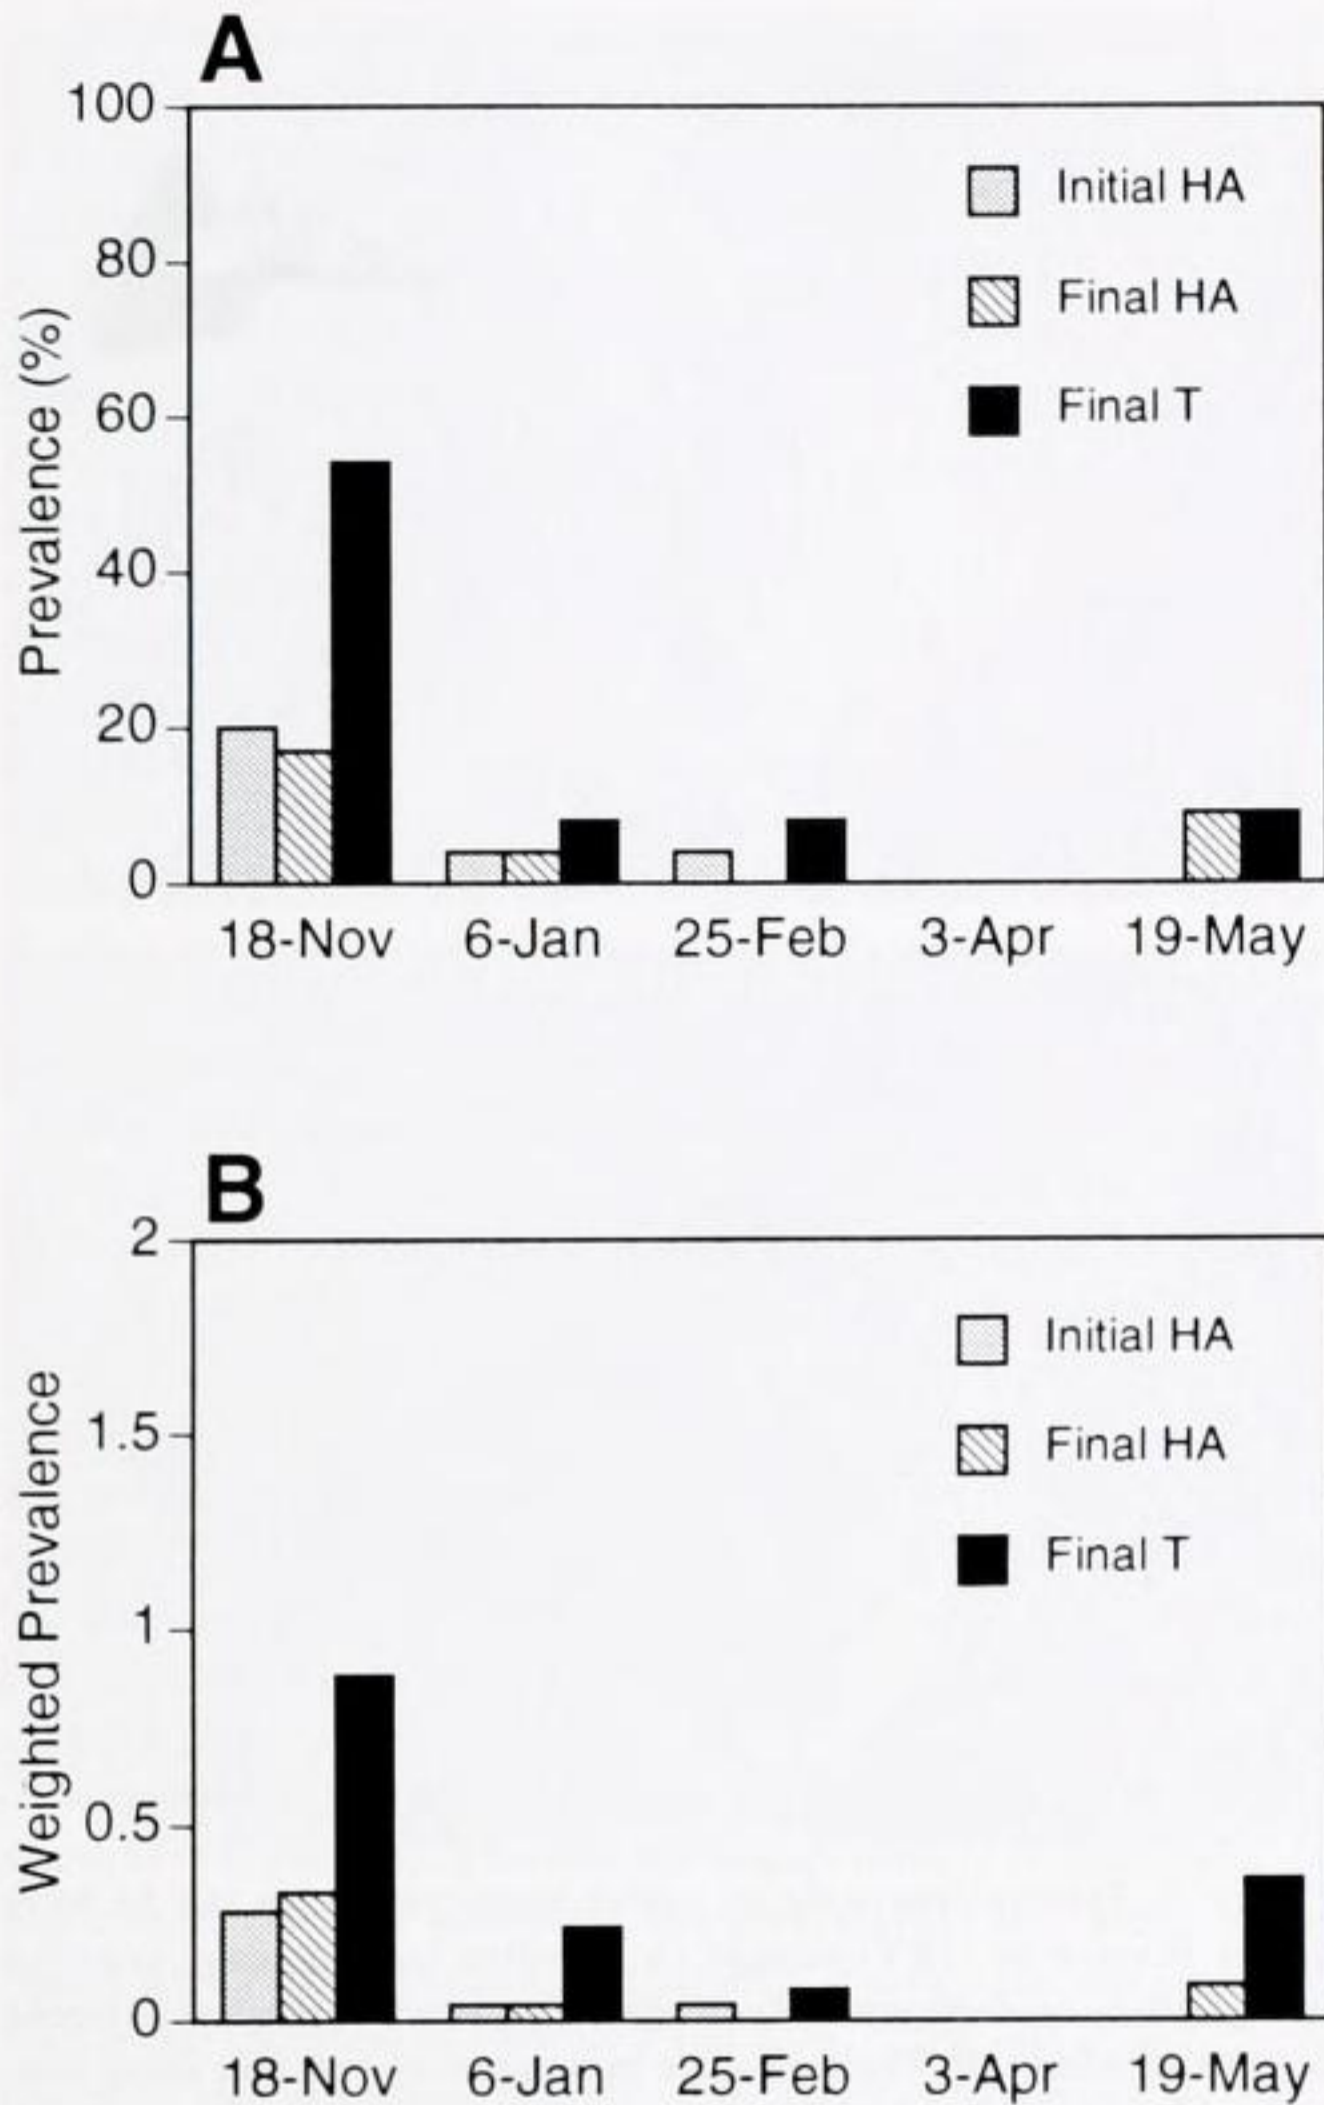 A
100
80
60
40
20
0
Prevalence (%)
Initial HA
Final HA
Final T
18-Nov 6-Jan 25-Feb 3-Apr 19-May
B
2
1.5
1
0.5
0
Weighted Prevalence
Initial HA
Final HA
Final T
18-Nov 6-Jan 25-Feb 3-Apr 19-May